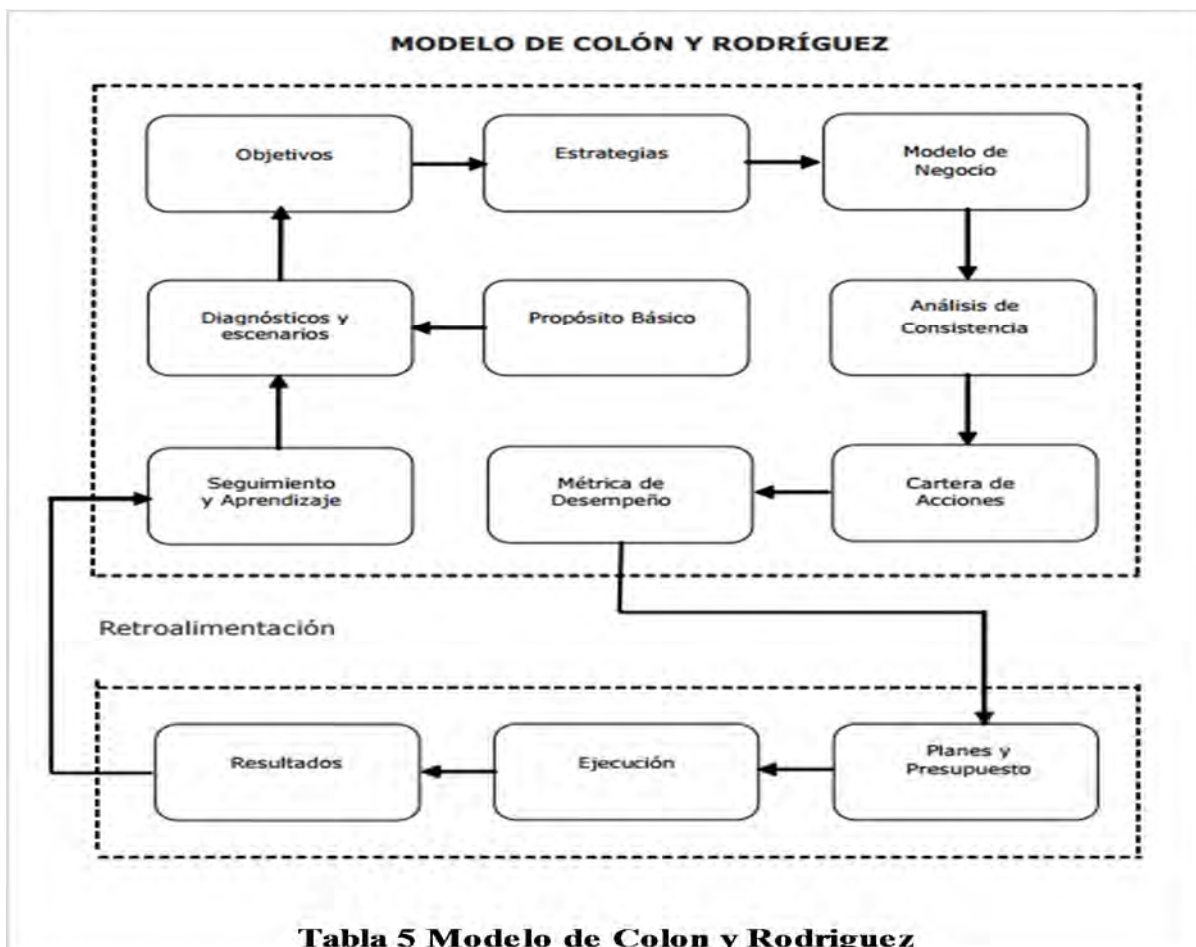 MODELO DE COLÓN Y RODRÍGUEZ
Objetivos
Estrategias
Modelo de
Negocio
Diagnósticos y
escenarios
Propósito Básico
Análisis de
Consistencia
Seguimiento
y Aprendizaje
Métrica de
Desempeño
Cartera de
Acciones
Retroalimentación
Resultados
Ejecución
Planes y
Presupuesto
Tabla 5 Modelo de Colon y Rodriguez